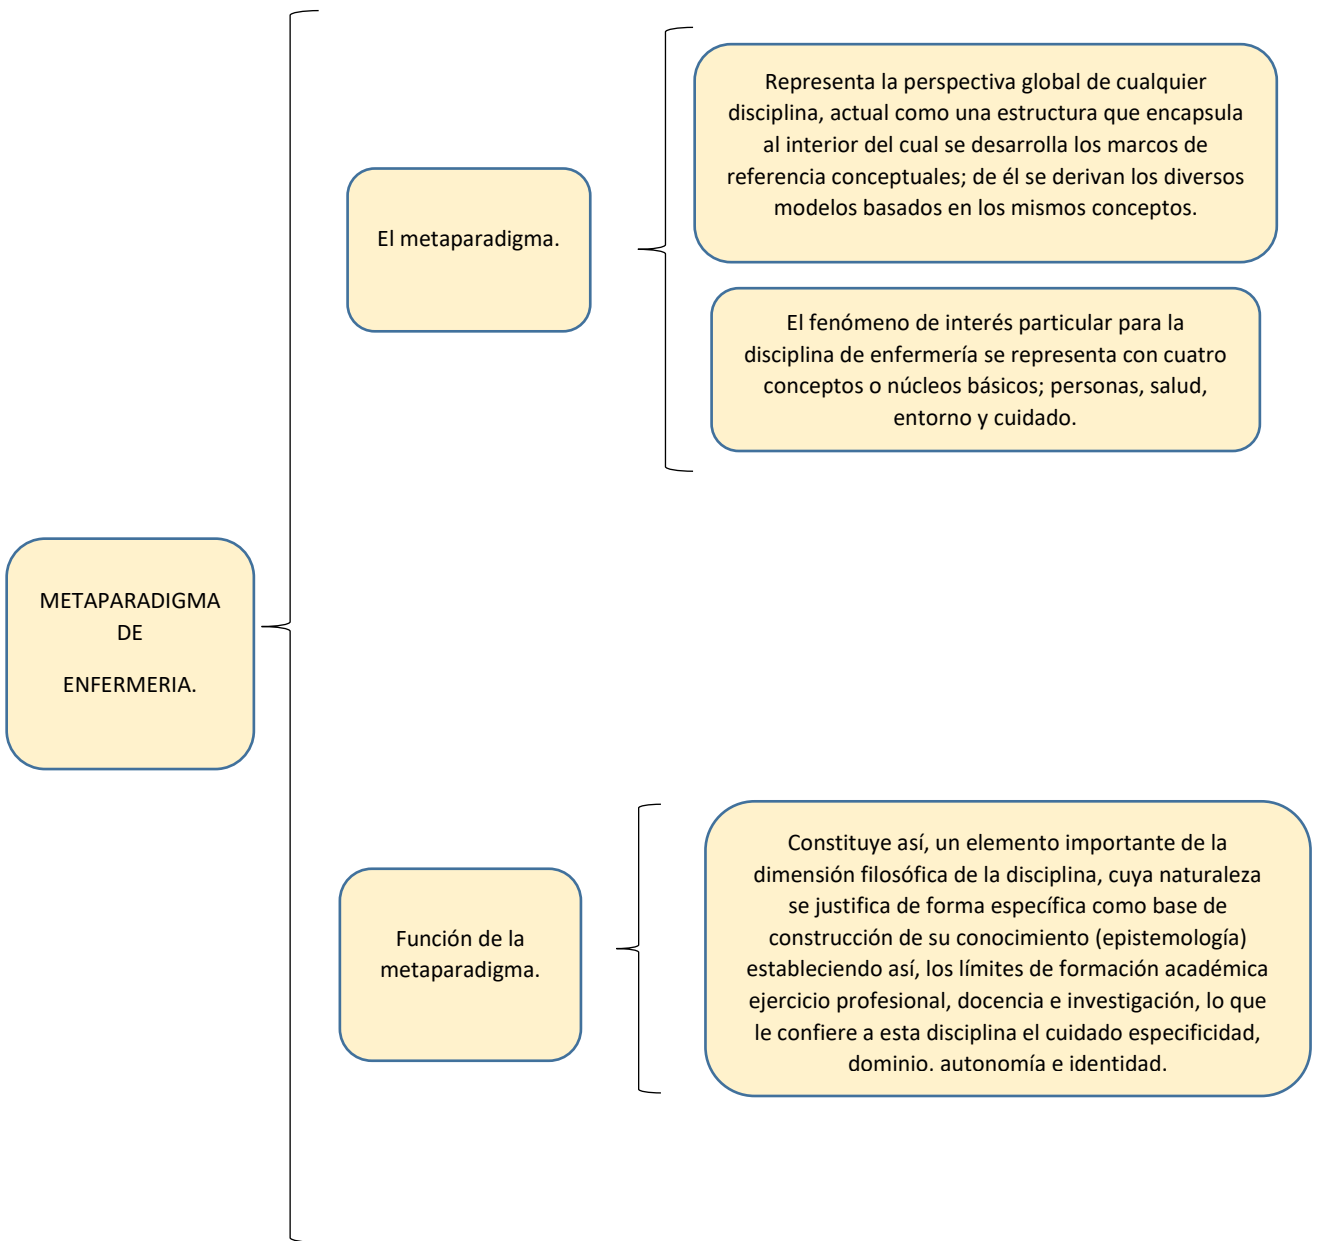 Representa la perspectiva global de cualquier
disciplina, actual como una estructura que encapsula
al interior del cual se desarrolla los marcos de
referencia conceptuales; de él se derivan los diversos
modelos basados en los mismos conceptos.
El metaparadigma.
El fenómeno de interés particular para la
disciplina de enfermería se representa con cuatro
conceptos o núcleos básicos; personas, salud,
entorno y cuidado.
METAPARADIGMA
DE
ENFERMERIA.
Función de la
metaparadigma.
Constituye así, un elemento importante de la
dimensión filosófica de la disciplina, cuya naturaleza
se justifica de forma específica como base de
construcción de su conocimiento (epistemología)
estableciendo así, los límites de formación académica
ejercicio profesional, docencia e investigación, lo que
le confiere a esta disciplina el cuidado especificidad,
dominio. autonomía e identidad.